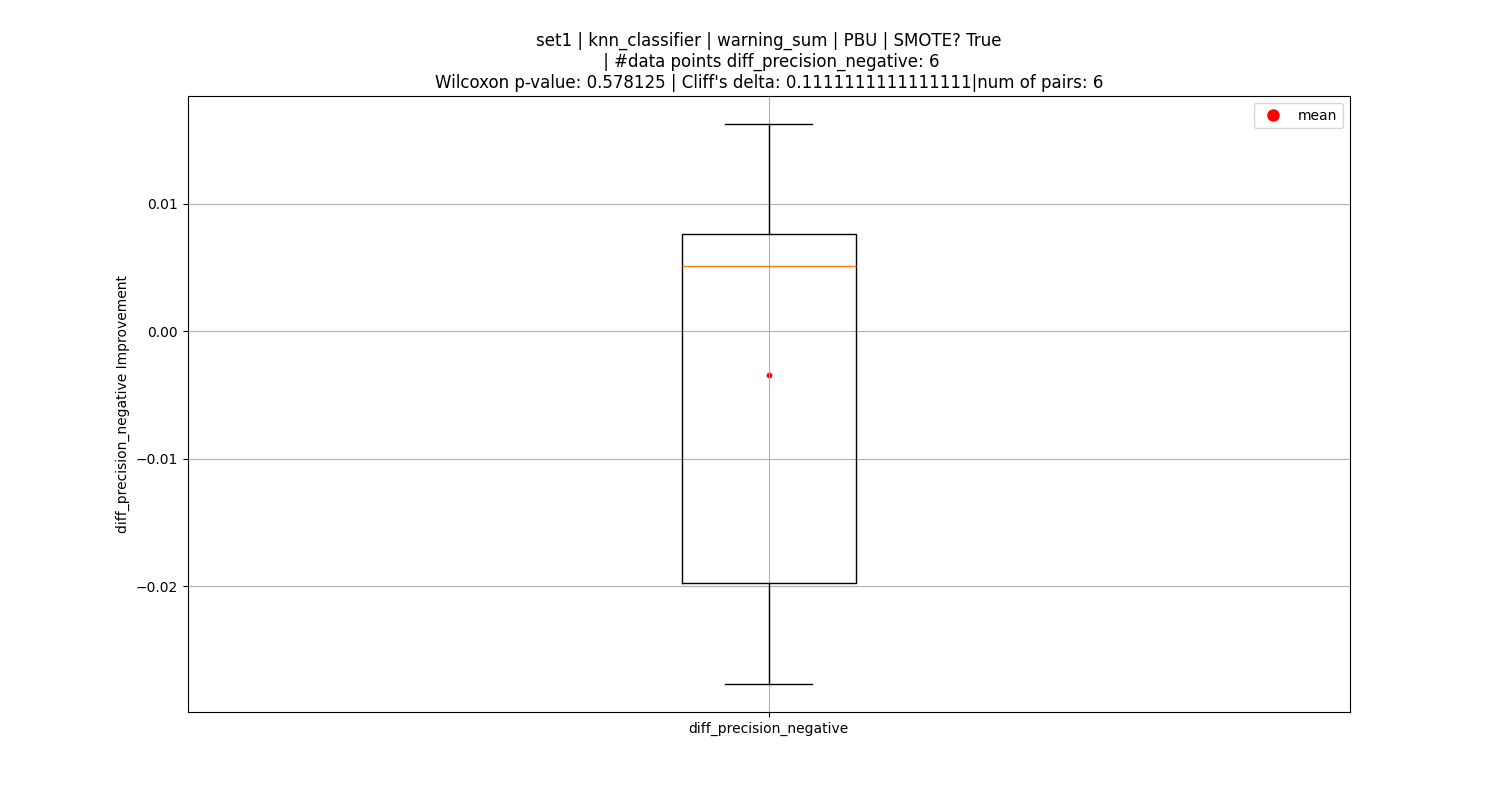 set1 | knn_classifier | warning_sum | PBU | SMOTE? True
| #data points diff_precision_negative: 6
Wilcoxon p-value: 0.578125 | Cliff's delta: 0.1111111111111111|num of pairs: 6
mean
0.01
0.00
−0.01
−0.02
diff_precision_negative Improvement
diff_precision_negative